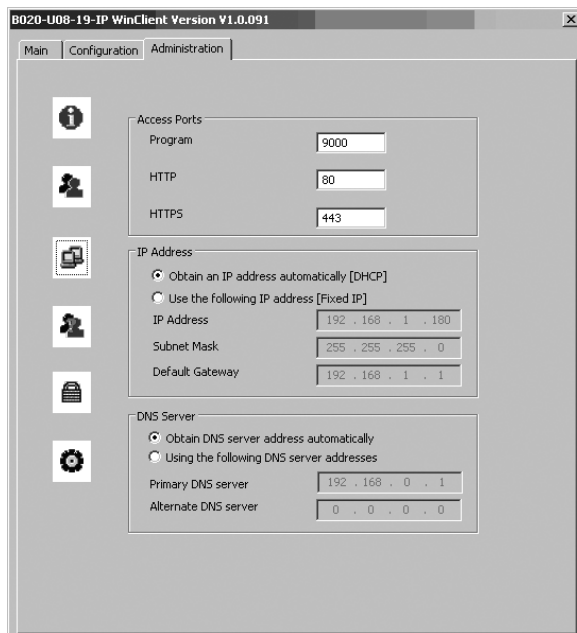 B020-U08-19-IP WinClient Version V1.0.091
Main Configuration Administration
Access Ports
Program 9000
HTTP 80
HTTPS 443
IP Address
Obtain an IP address automatically [DHCP]
Use the following IP address [Fixed IP]
IP Address 192 . 168 . 1 . 180
Subnet Mask 255 . 255 . 255 . 0
Default Gateway 192 . 168 . 1 . 1
DNS Server
Obtain DNS server address automatically
Using the following DNS server addresses
Primary DNS server 192 . 168 . 0 . 1
Alternate DNS server 0 . 0 . 0 . 0